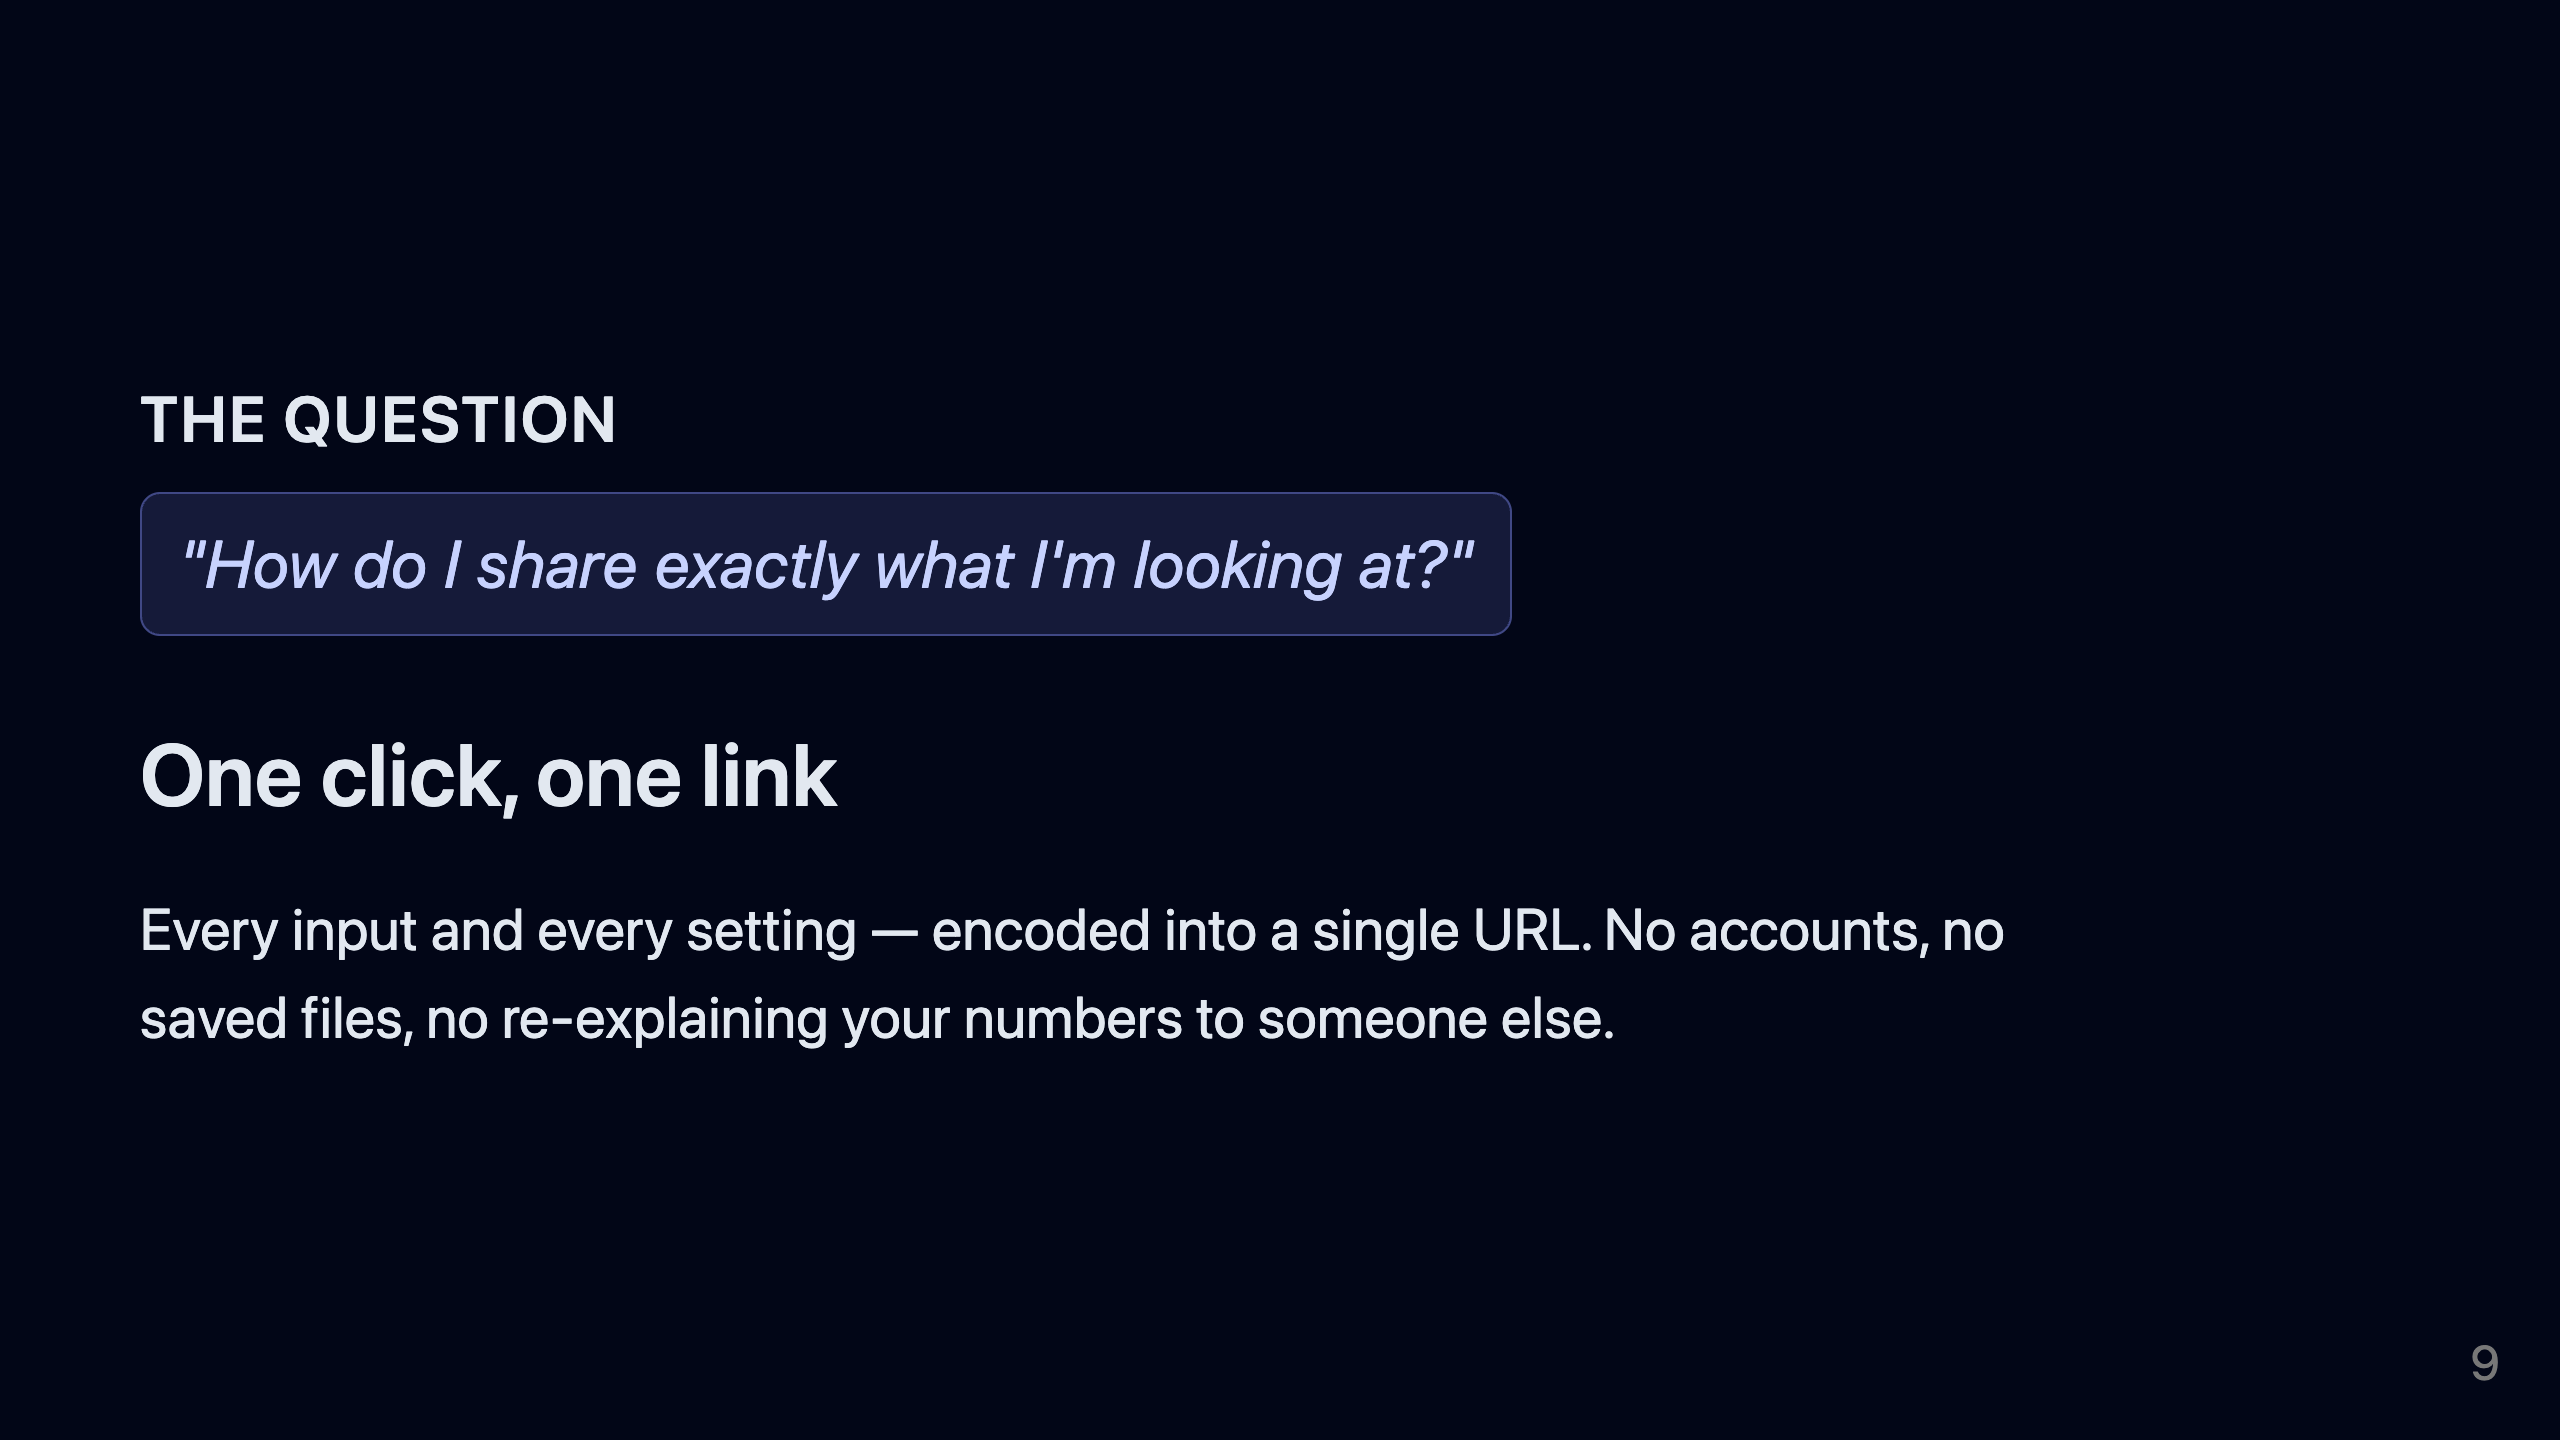 THE QUESTION
"How do I share exactly what I'm looking at?"
One click, one link
Every input and every setting — encoded into a single URL. No accounts, no
saved files, no re-explaining your numbers to someone else.
9